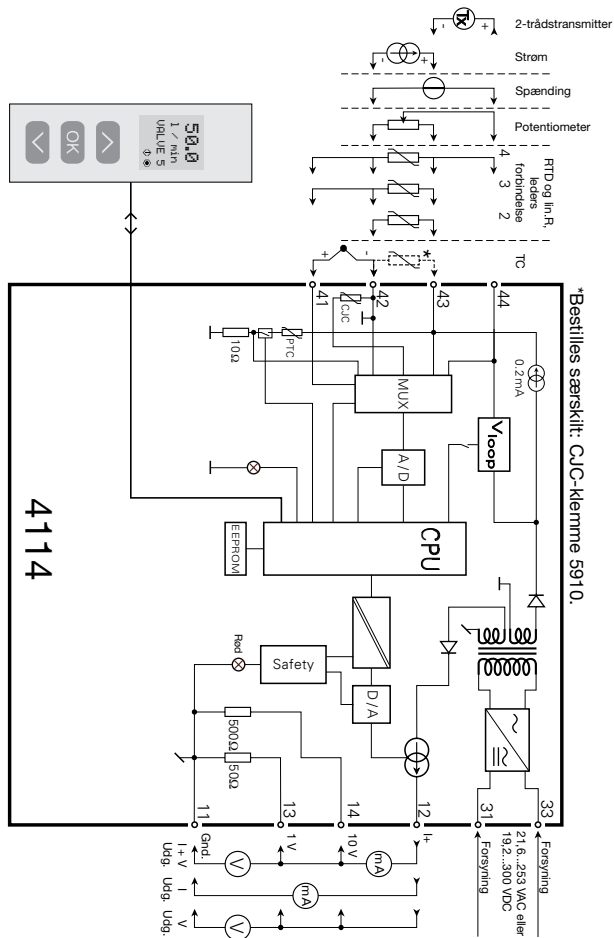 2-trådstransmitter
Tx
-
+
Strøm
-
+
Spænding
Potentiometer
RTD og lin.R,
leders
forbindelse
4
3
2
TC
+
-
*
50.0
l / min
VALVE 5
OK
*Bestilles særskilt: CJC-klemme 5910.
41
42
43
44
CJC
10Ω
PTC
0.2 mA
MUX
Vloop
A/D
CPU
EEPROM
4114
Rød
Safety
D/A
500Ω
50Ω
11
13
14
12
31
33
Gnd.
1 V
10 V
I+
Forsyning
Forsyning
21,6...253 VAC eller
19,2...300 VDC
V
mA
mA
V
I + V
Udg.
I
Udg.
V
Udg.